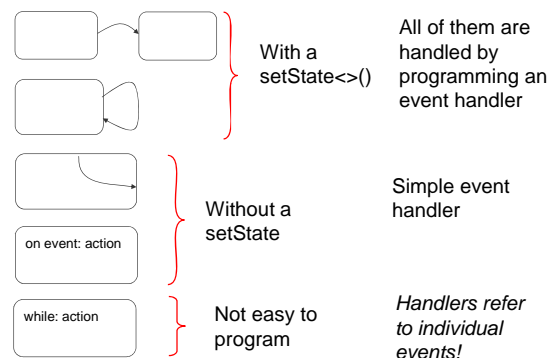 With a
setState<>()
All of them are
handled by
programming an
event handler
Without a
setState
Simple event
handler
on event: action
while: action
Not easy to
program
Handlers refer
to individual
events!